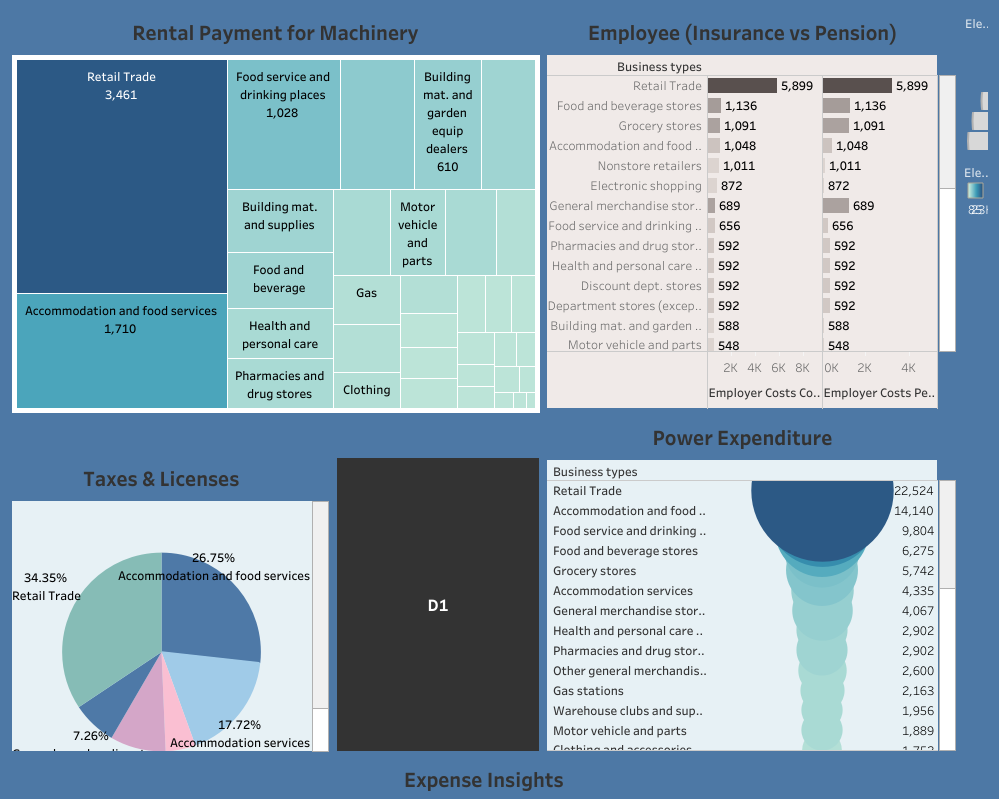 Rental Payment for Machinery
Retail Trade
3,461
Accommodation and food services
1,710
Food service and
drinking places
1,028
Building
mat. and
garden
equip
dealers
610
Building mat.
and supplies
Food and
beverage
Health and
personal care
Pharmacies and
drug stores
Motor
vehicle
and
parts
Gas
Clothing
Employee (Insurance vs Pension)
Business types
Retail Trade 5,899 5,899
Food and beverage stores 1,136 1,136
Grocery stores 1,091 1,091
Accommodation and food .. 1,048 1,048
Nonstore retailers 1,011 1,011
Electronic shopping 872 872
General merchandise stor.. 689 689
Food service and drinking .. 656 656
Pharmacies and drug stor.. 592 592
Health and personal care .. 592 592
Discount dept. stores 592 592
Department stores (excep.. 592 592
Building mat. and garden .. 588 588
Motor vehicle and parts 548 548
2K 4K 6K 8K 0K 2K 4K
Employer Costs Co.. Employer Costs Pe..
Ele..
Ele..
Taxes & Licenses
26.75%
Accommodation and food services
34.35%
Retail Trade
17.72%
Accommodation services
7.26%
D1
Power Expenditure
Business types
Retail Trade 22,524
Accommodation and food .. 14,140
Food service and drinking .. 9,804
Food and beverage stores 6,275
Grocery stores 5,742
Accommodation services 4,335
General merchandise stor.. 4,067
Health and personal care .. 2,902
Pharmacies and drug stor.. 2,902
Other general merchandis.. 2,600
Gas stations 2,163
Warehouse clubs and sup.. 1,956
Motor vehicle and parts 1,889
Clothing and accessories 1,752
Expense Insights